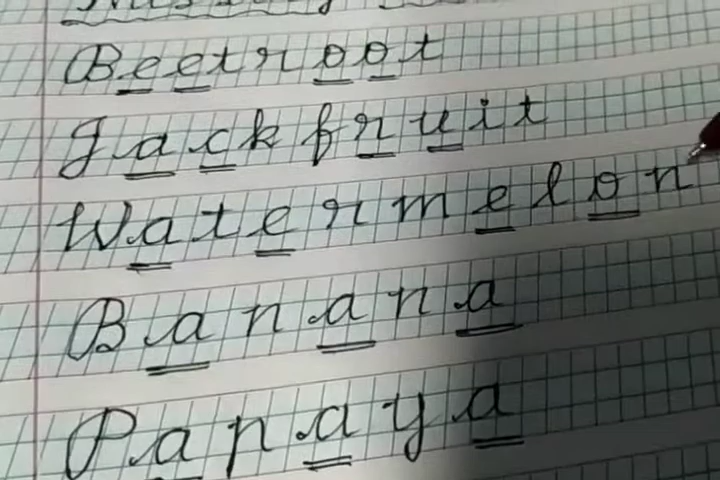 Beetroot
Jackfruit
Watermelon
Banana
Papaya